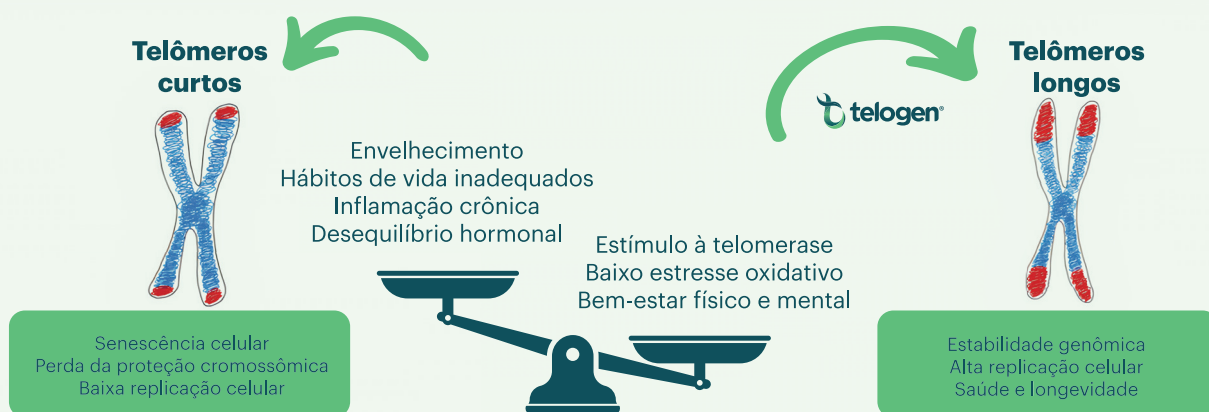 Telômeros
curtos
Envelhecimento
Hábitos de vida inadequados
Inflamação crônica
Desequilíbrio hormonal
Senescência celular
Perda da proteção cromossômica
Baixa replicação celular
Estímulo à telomerase
Baixo estresse oxidativo
Bem-estar físico e mental
telogen®
Telômeros
longos
Estabilidade genômica
Alta replicação celular
Saúde e longevidade